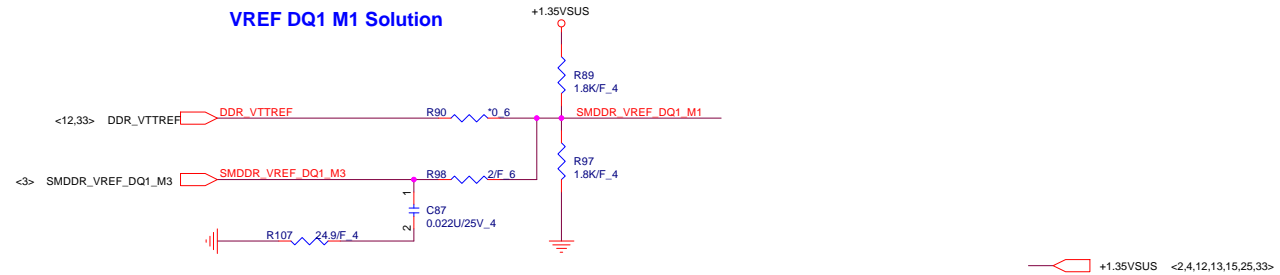 VREF DQ1 M1 Solution
+1.35VSUS
R89
1.8K/F_4
<12,33> DDR_VTTREF DDR_VTTREF R90 *0_6 SMDDR_VREF_DQ1_M1
R97
1.8K/F_4
<3> SMDDR_VREF_DQ1_M3 SMDDR_VREF_DQ1_M3 R98 2/F_6
1
C87
0.022U/25V_4
2
R107 24.9/F_4
+1.35VSUS <2,4,12,13,15,25,33>